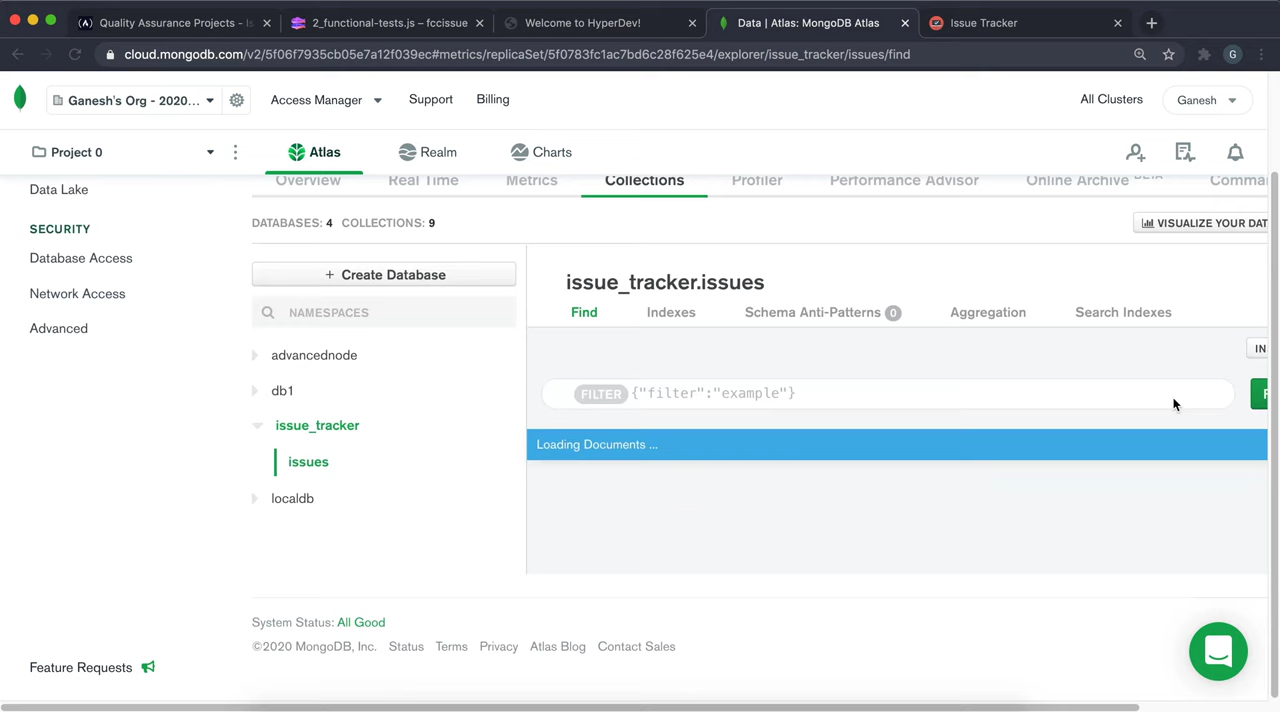 Quality Assurance Projects - Is
2_functional-tests.js – fccissue
Welcome to HyperDev!
Data | Atlas: MongoDB Atlas
Issue Tracker
cloud.mongodb.com/v2/5f06f7935cb05e7a12f039ec#metrics/replicaSet/5f0783fc1ac7bd6c28f625e4/explorer/issue_tracker/issues/find
G
Ganesh's Org - 2020...
Access Manager
Support
Billing
All Clusters
Ganesh
Project 0
Atlas
Realm
Charts
Data Lake
Overview
Real Time
Metrics
Collections
Profiler
Performance Advisor
Online Archive BETA
Comma
SECURITY
DATABASES: 4 COLLECTIONS: 9
VISUALIZE YOUR DAT
Database Access
+ Create Database
issue_tracker.issues
Network Access
NAMESPACES
Find
Indexes
Schema Anti-Patterns 0
Aggregation
Search Indexes
Advanced
IN
advancednode
db1
FILTER {"filter":"example"}
F
issue_tracker
Loading Documents ...
issues
localdb
System Status: All Good
©2020 MongoDB, Inc.
Status
Terms
Privacy
Atlas Blog
Contact Sales
Feature Requests